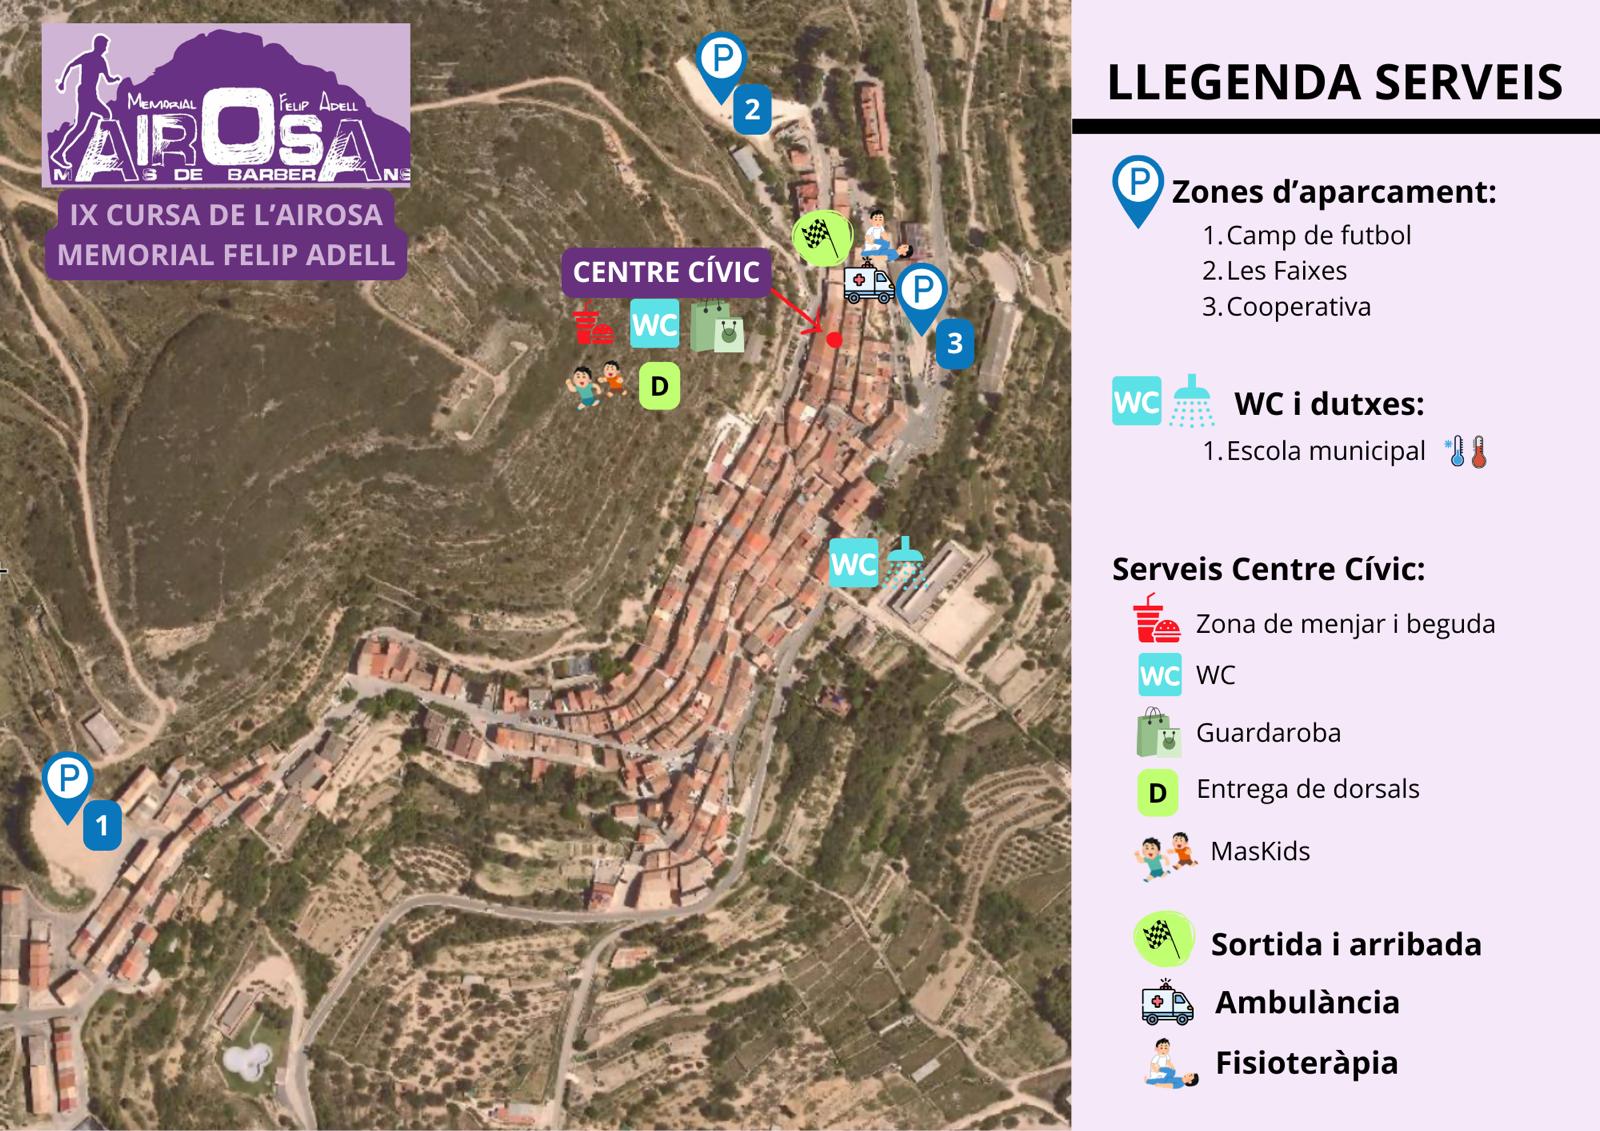 MEMORIAL FELIP ADELL
AIROSA
MAS DE BARBERANS
IX CURSA DE L'AIROSA
MEMORIAL FELIP ADELL
P
2
CENTRE CÍVIC
WC
D
P
3
WC
P
1
LLEGENDA SERVEIS
P Zones d'aparcament:
1. Camp de futbol
2. Les Faixes
3. Cooperativa
WC WC i dutxes:
1. Escola municipal
Serveis Centre Cívic:
Zona de menjar i beguda
WC WC
Guardaroba
D Entrega de dorsals
MasKids
Sortida i arribada
Ambulància
Fisioteràpia